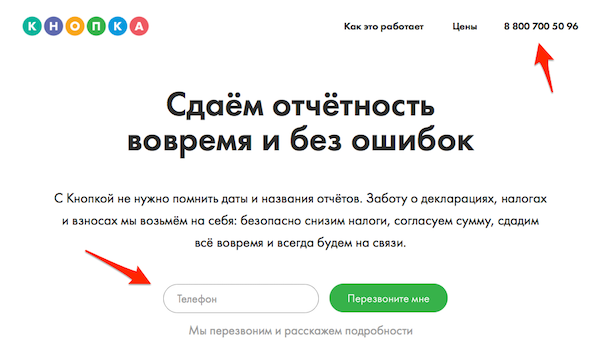 КНОПКА
Как это работает Цены 8 800 700 50 96
Сдаём отчётность
вовремя и без ошибок
С Кнопкой не нужно помнить даты и названия отчётов. Заботу о декларациях, налогах
и взносах мы возьмём на себя: безопасно снизим налоги, согласуем сумму, сдадим
всё вовремя и всегда будем на связи.
Телефон Перезвоните мне
Мы перезвоним и расскажем подробности